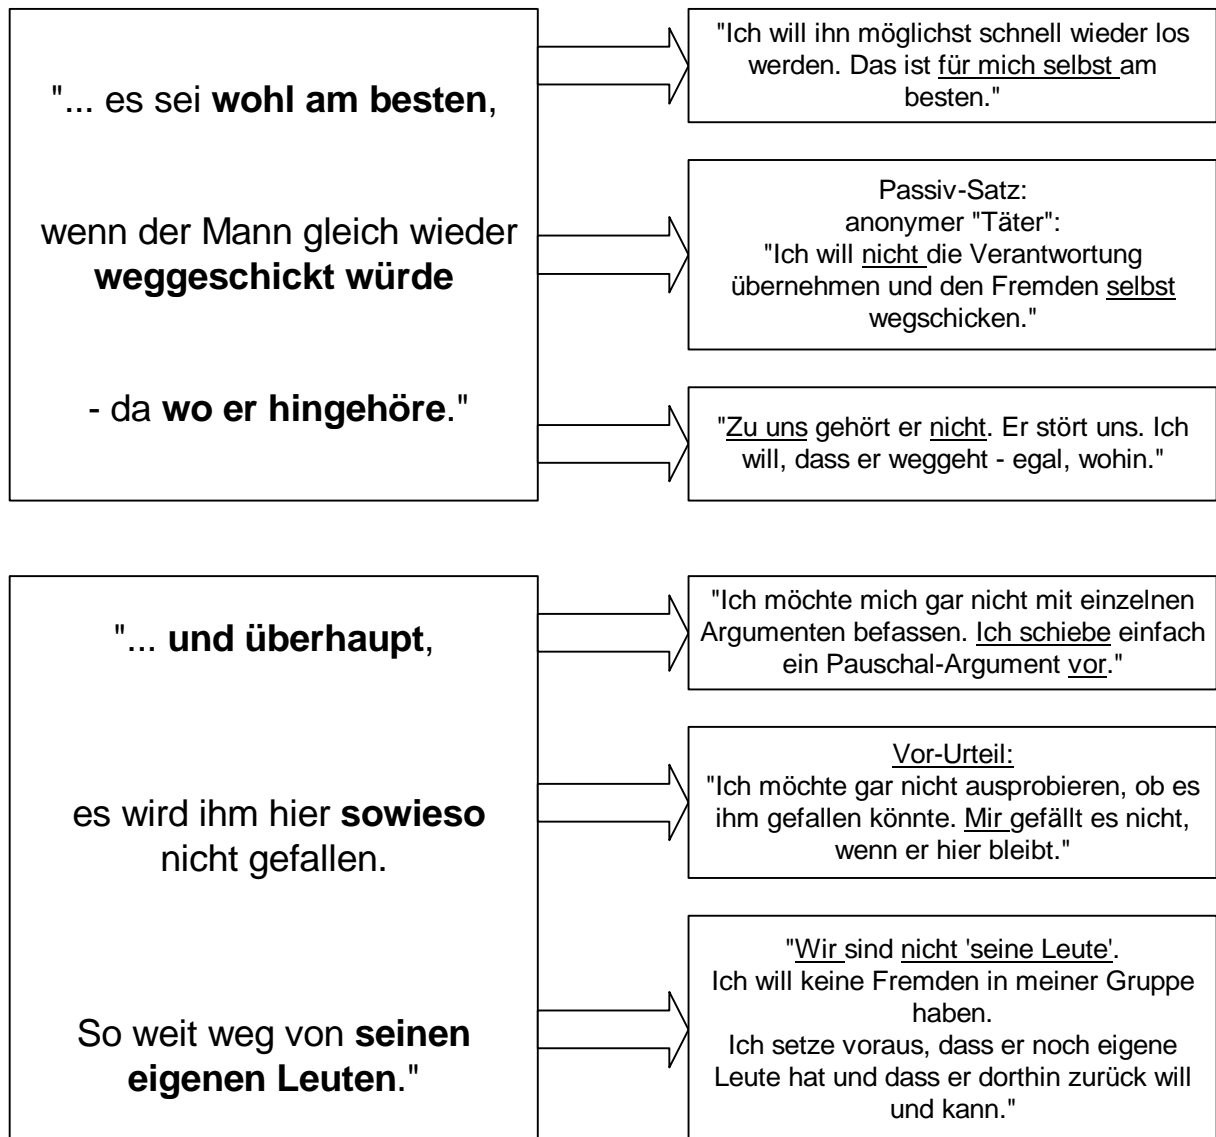 "... es sei wohl am besten,
wenn der Mann gleich wieder
weggeschickt würde
- da wo er hingehöre."
"Ich will ihn möglichst schnell wieder los
werden. Das ist für mich selbst am
besten."
Passiv-Satz:
anonymer "Täter":
"Ich will nicht die Verantwortung
übernehmen und den Fremden selbst
wegschicken."
"Zu uns gehört er nicht. Er stört uns. Ich
will, dass er weggeht - egal, wohin."
"... und überhaupt,
es wird ihm hier sowieso
nicht gefallen.
So weit weg von seinen
eigenen Leuten."
"Ich möchte mich gar nicht mit einzelnen
Argumenten befassen. Ich schiebe einfach
ein Pauschal-Argument vor."
Vor-Urteil:
"Ich möchte gar nicht ausprobieren, ob es
ihm gefallen könnte. Mir gefällt es nicht,
wenn er hier bleibt."
"Wir sind nicht 'seine Leute'.
Ich will keine Fremden in meiner Gruppe
haben.
Ich setze voraus, dass er noch eigene
Leute hat und dass er dorthin zurück will
und kann."